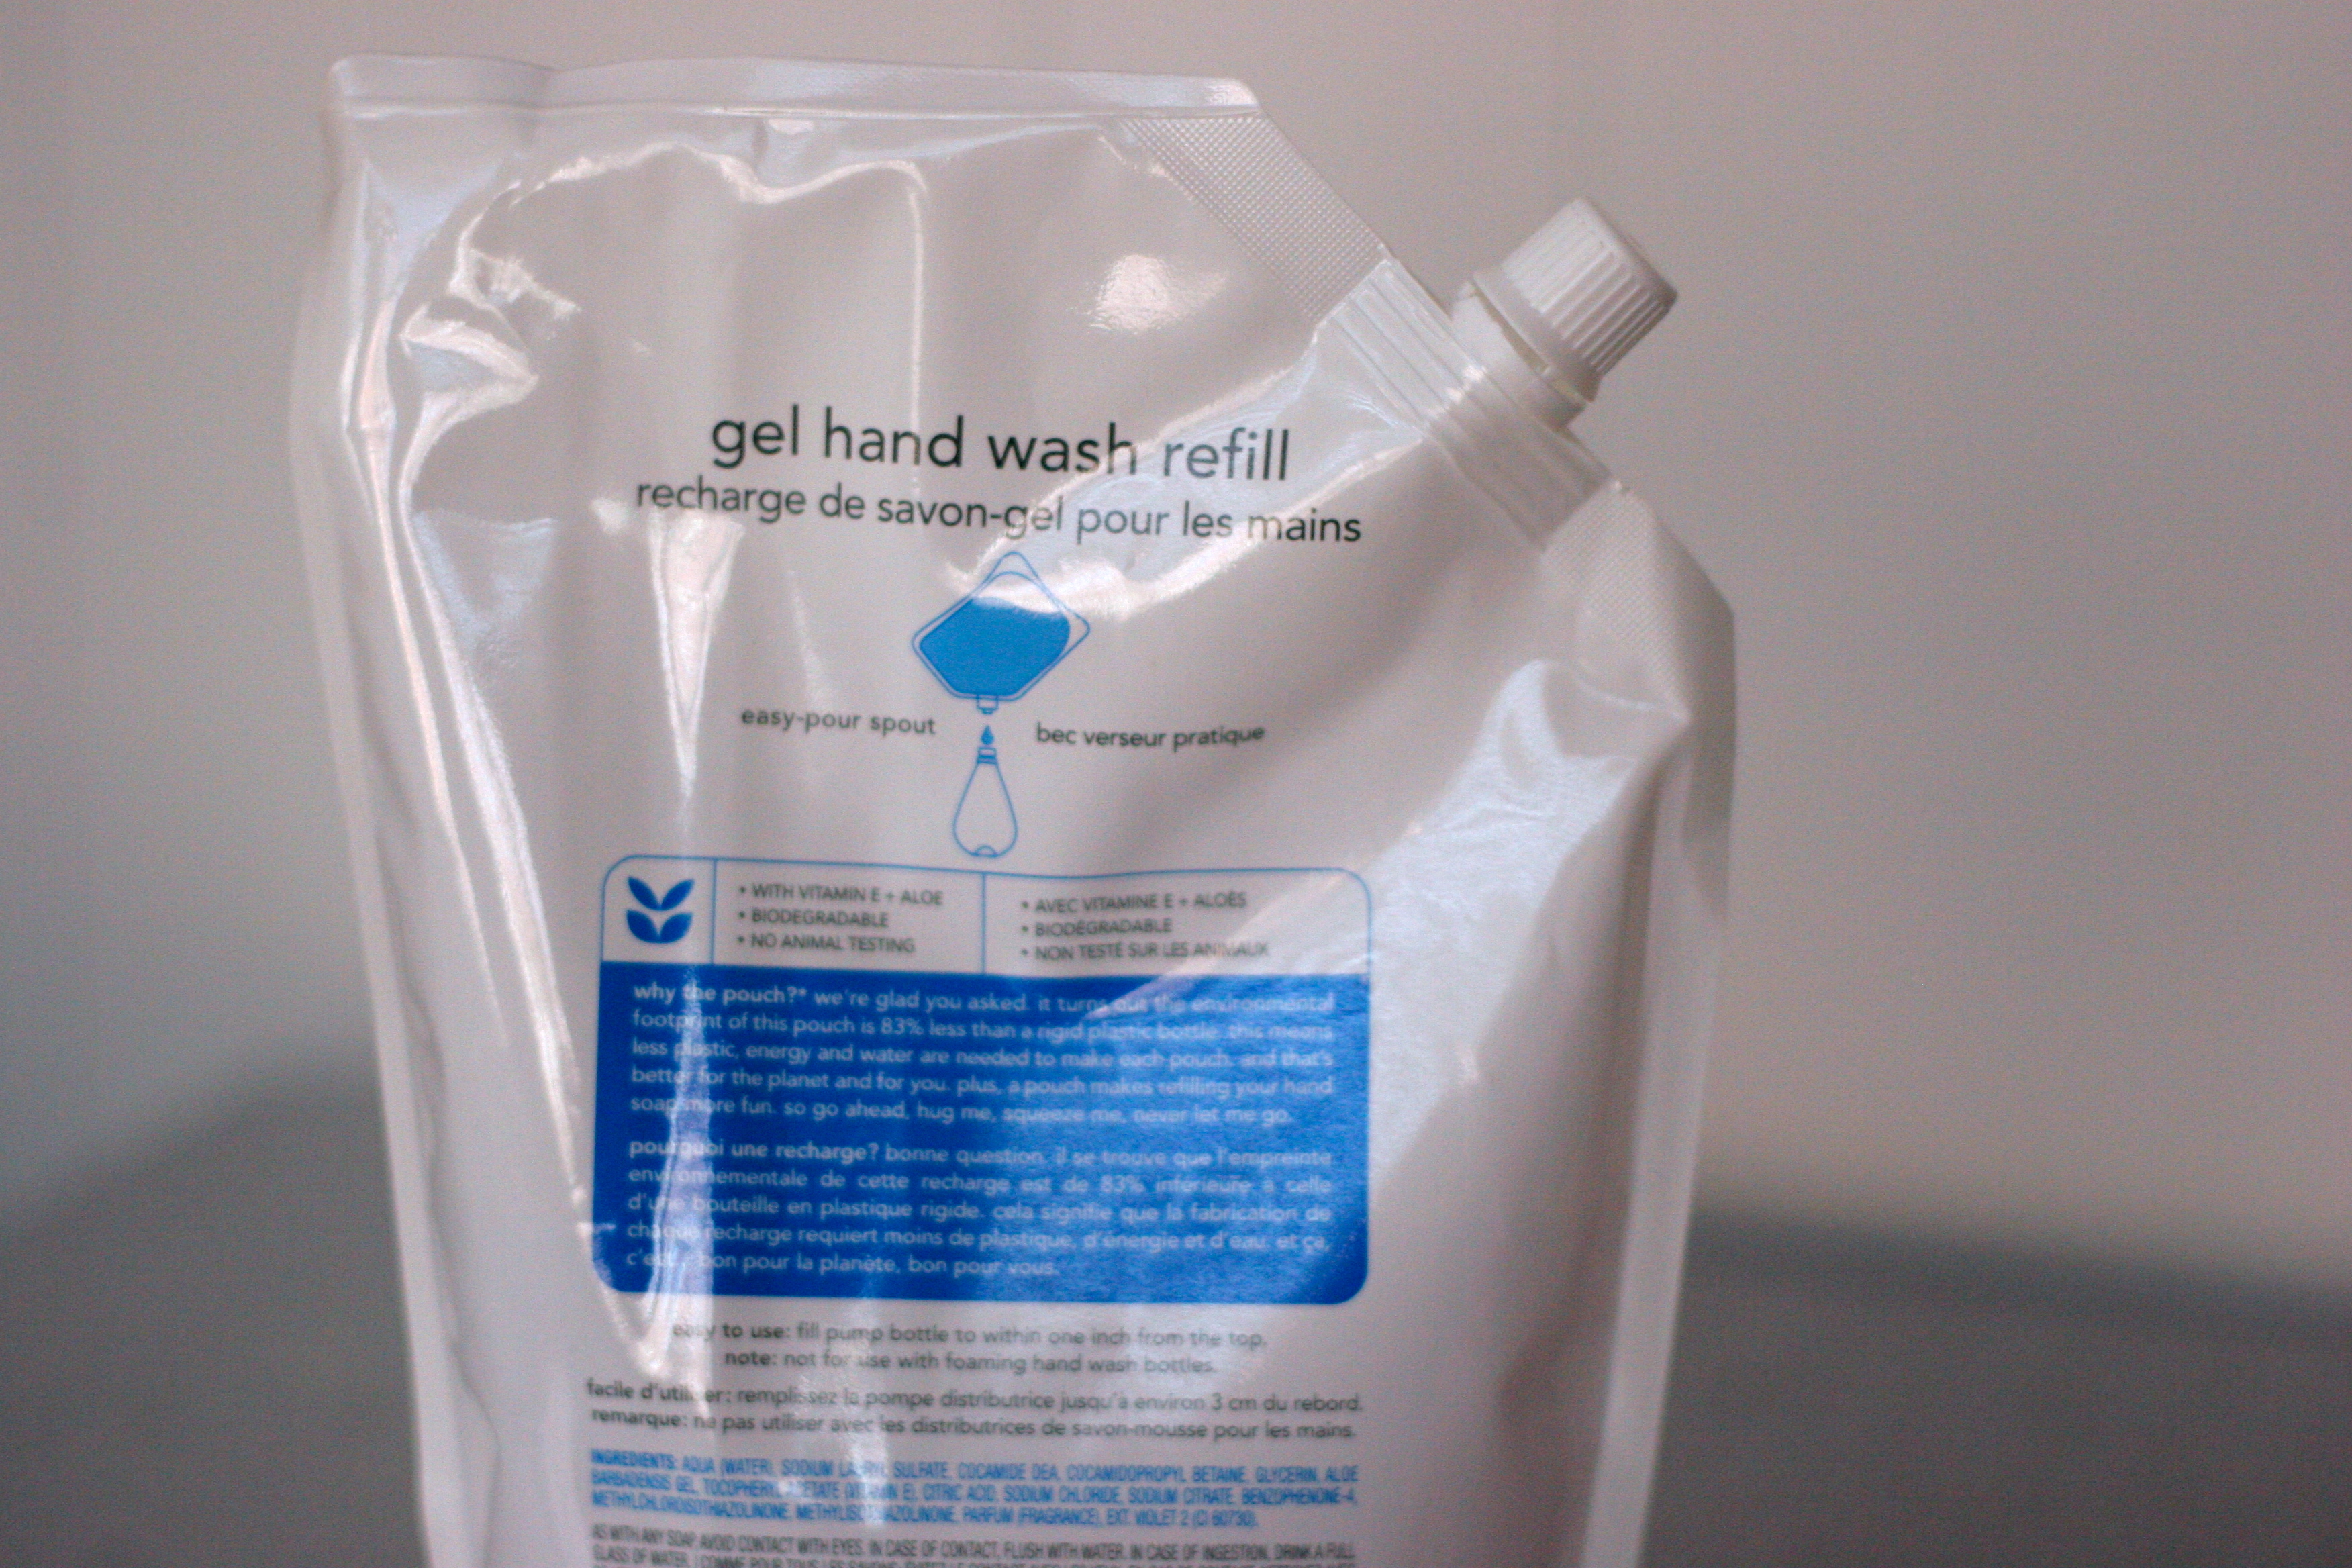 gel hand wash refill
recharge de savon-gel pour les mains
easy-pour spout
bec verseur pratique
• WITH VITAMIN E + ALOE
• BIODEGRADABLE
• NO ANIMAL TESTING
• AVEC VITAMINE E + ALOÈS
• BIODÉGRADABLE
• NON TESTÉ SUR LES ANIMAUX
why the pouch?* we're glad you asked. it turns out the environmental
footprint of this pouch is 83% less than a rigid plastic bottle. this means
less plastic, energy and water are needed to make each pouch. and that's
better for the planet and for you. plus, a pouch makes refilling your hand
soap more fun. so go ahead, hug me, squeeze me, never let me go.
pourquoi une recharge? bonne question. il se trouve que l'empreinte
environnementale de cette recharge est de 83% inférieure à celle
d'une bouteille en plastique rigide. cela signifie que la fabrication de
chaque recharge requiert moins de plastique, d'énergie et d'eau. et ça,
c'est bon pour la planète, bon pour vous.
easy to use: fill pump bottle to within one inch from the top.
note: not for use with foaming hand wash bottles.
facile d'utiliser: remplissez la pompe distributrice jusqu'à environ 3 cm du rebord.
remarque: ne pas utiliser avec les distributrices de savon-mousse pour les mains.
INGREDIENTS: AQUA (WATER), SODIUM LAURYL SULFATE, COCAMIDE DEA, COCAMIDOPROPYL BETAINE, GLYCERIN, ALOE
BARBADENSIS GEL, TOCOPHERYL ACETATE (VITAMIN E), CITRIC ACID, SODIUM CHLORIDE, SODIUM CITRATE, BENZOPHENONE-4,
METHYLCHLOROISOTHIAZOLINONE, METHYLISOTHIAZOLINONE, PARFUM (FRAGRANCE), EXT. VIOLET 2 (CI 60730).
AS WITH ANY SOAP, AVOID CONTACT WITH EYES. IN CASE OF CONTACT, FLUSH WITH WATER. IN CASE OF INGESTION, DRINK A FULL
GLASS OF WATER. | COMME POUR TOUS LES SAVONS,